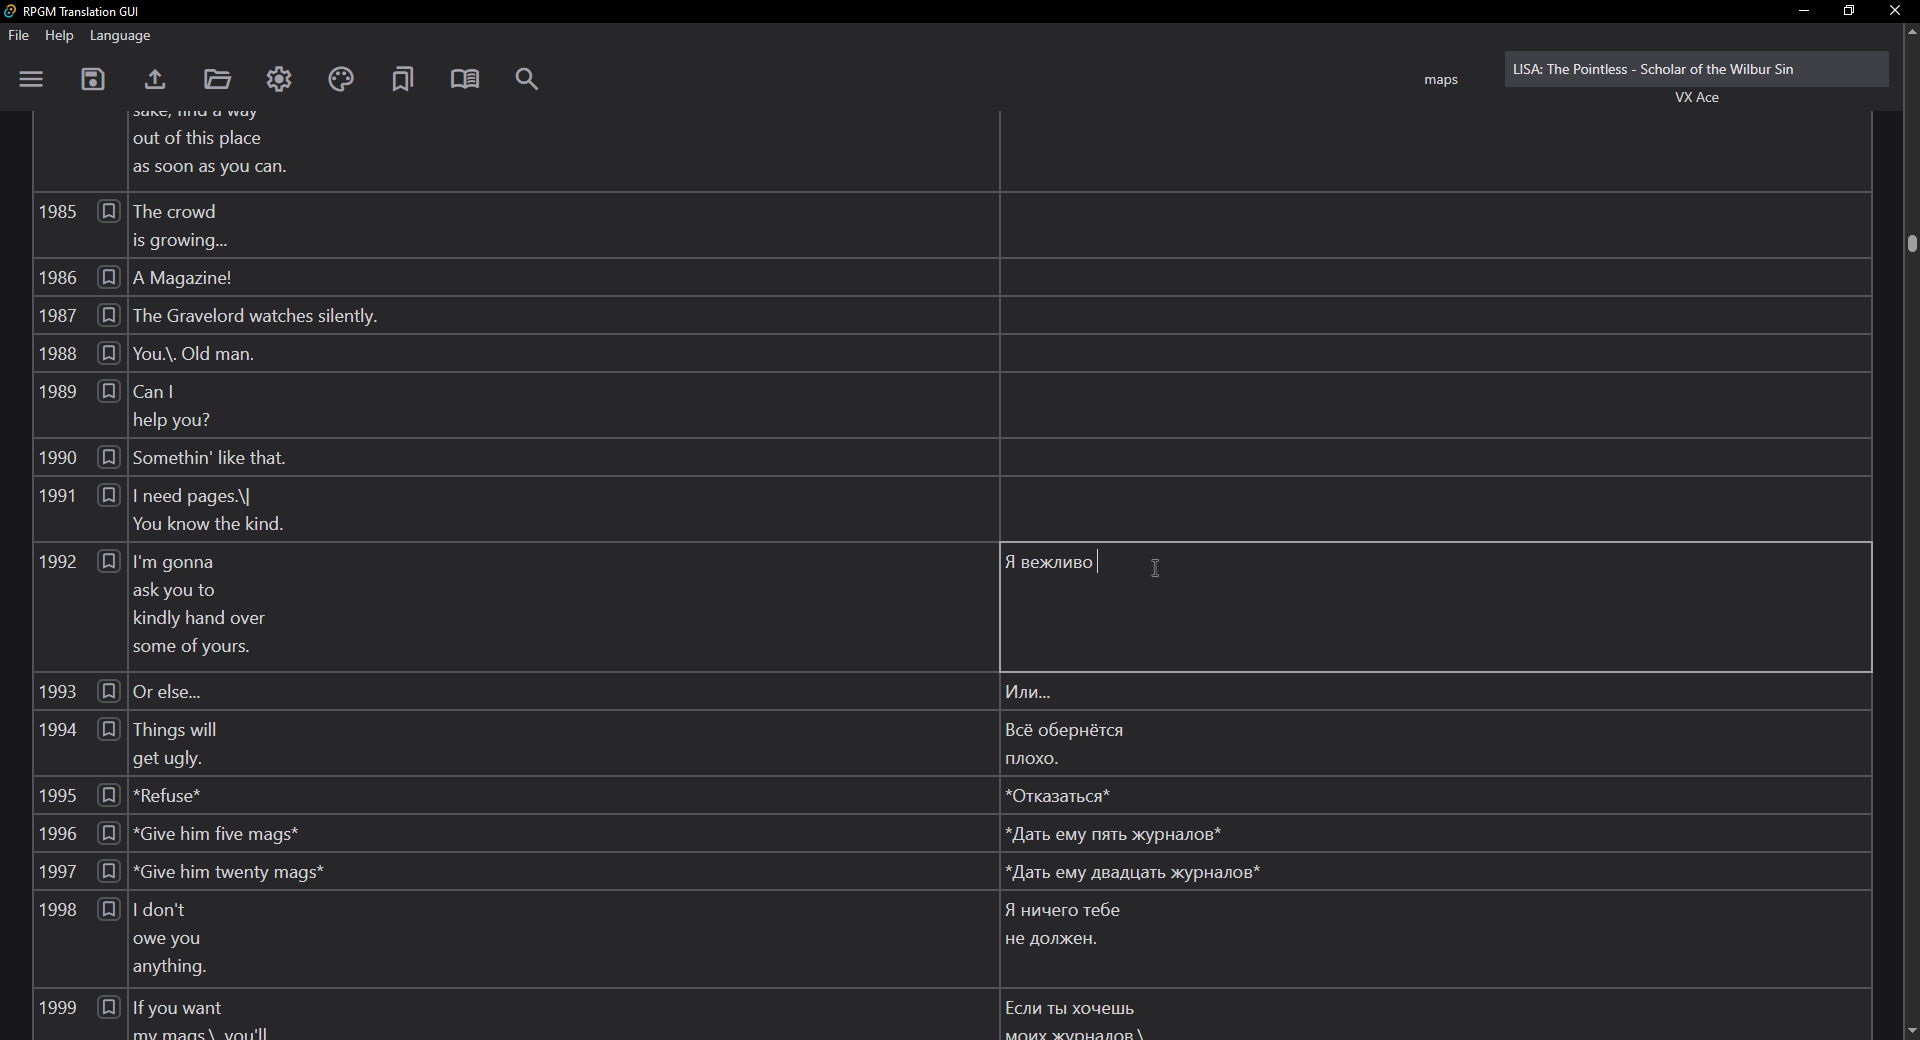 RPGM Translation GUI
File Help Language
maps
LISA: The Pointless - Scholar of the Wilbur Sin
VX Ace
sake, find a way
out of this place
as soon as you can.
1985 The crowd
is growing...
1986 A Magazine!
1987 The Gravelord watches silently.
1988 You.\. Old man.
1989 Can I
help you?
1990 Somethin' like that.
1991 I need pages.\|
You know the kind.
1992 I'm gonna
ask you to
kindly hand over
some of yours.
Я вежливо
1993 Or else... Или...
1994 Things will
get ugly.
Всё обернётся
плохо.
1995 *Refuse* *Отказаться*
1996 *Give him five mags* *Дать ему пять журналов*
1997 *Give him twenty mags* *Дать ему двадцать журналов*
1998 I don't
owe you
anything.
Я ничего тебе
не должен.
1999 If you want
my mags\, you'll
Если ты хочешь
моих журналов\